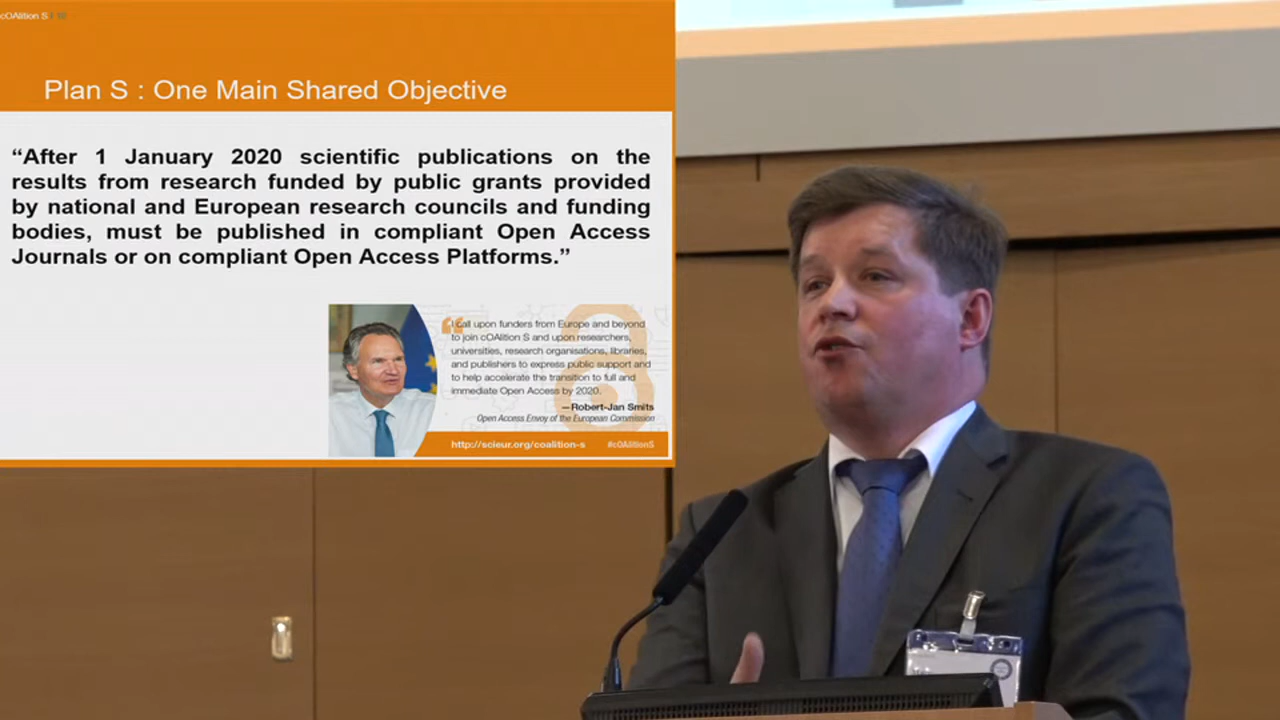 cOAlition S | 10
Plan S : One Main Shared Objective
“After 1 January 2020 scientific publications on the
results from research funded by public grants provided
by national and European research councils and funding
bodies, must be published in compliant Open Access
Journals or on compliant Open Access Platforms.”
“I call upon funders from Europe and beyond
to join cOAlition S and upon researchers,
universities, research organisations, libraries,
and publishers to express public support and
to help accelerate the transition to full and
immediate Open Access by 2020.
—Robert-Jan Smits
Open Access Envoy of the European Commission
http://scieur.org/coalition-s #cOAlitionS